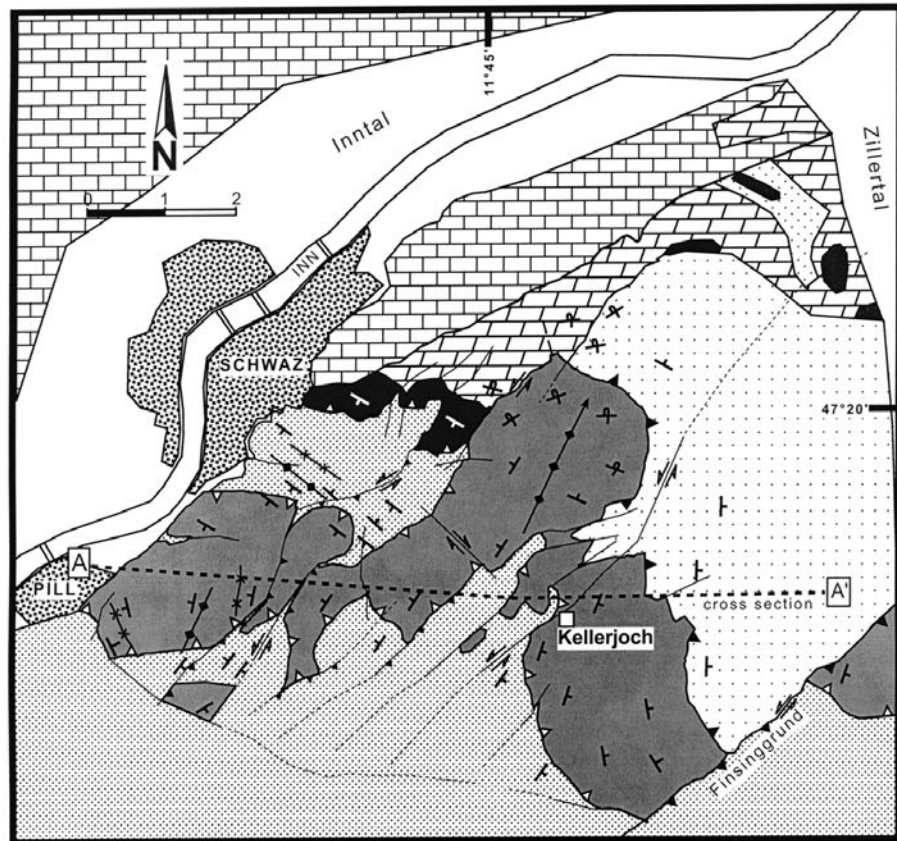 11°45'
Inntal
Zillertal
N
0 1 2
INN
SCHWAZ
47°20'
A
PILL
A'
cross section
Kellerjoch
Finsinggrund